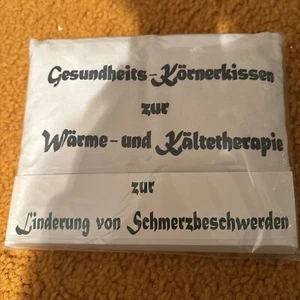 Gesundheits-Körnerkissen
zur
Wärme- und Kältetherapie
zur
Linderung von Schmerzbeschwerden